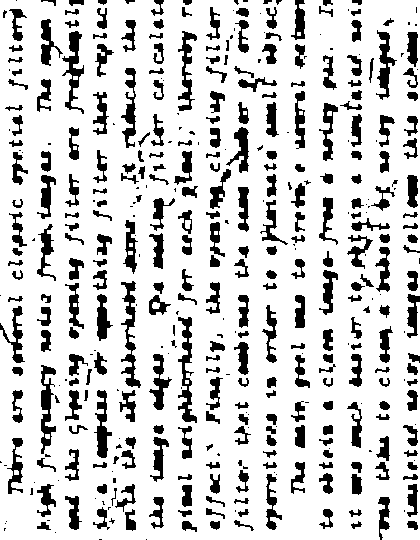 There are several classic spatial filters
high frequency noise from images. The mean
and the closing opening filter are frequently
is a lowpass or smoothing filter that replace
with the neighborhood mean. It reduces the
the image edges. The median filter calculate
pixel neighborhood for each pixel, thereby re
effect. Finally, the opening closing filter
filter that combines the same number of
operations in order to eliminate small objec
The main goal was to train a neural networ
to obtain a clean image from a noisy one. I
it was much easier to obtain a simulated noi
was then to clean a subset of noisy images.
simulated noisy images follows this scheme.